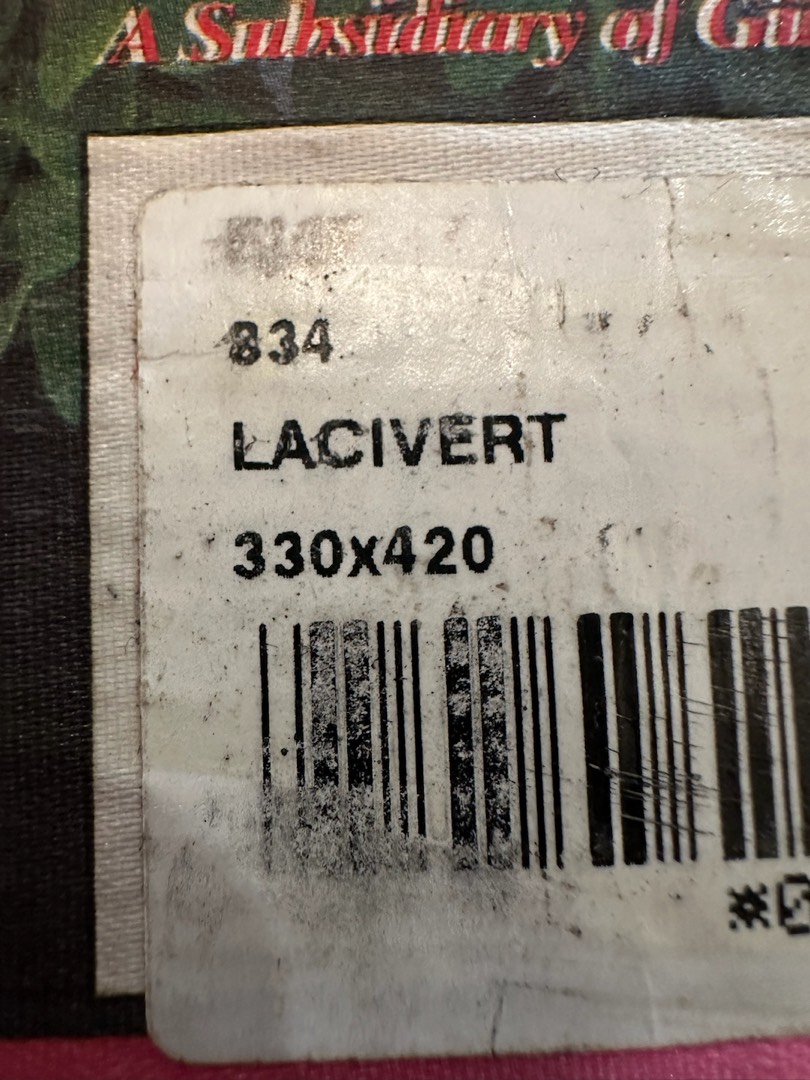 A Subsidiary of
834
LACIVERT
330x420